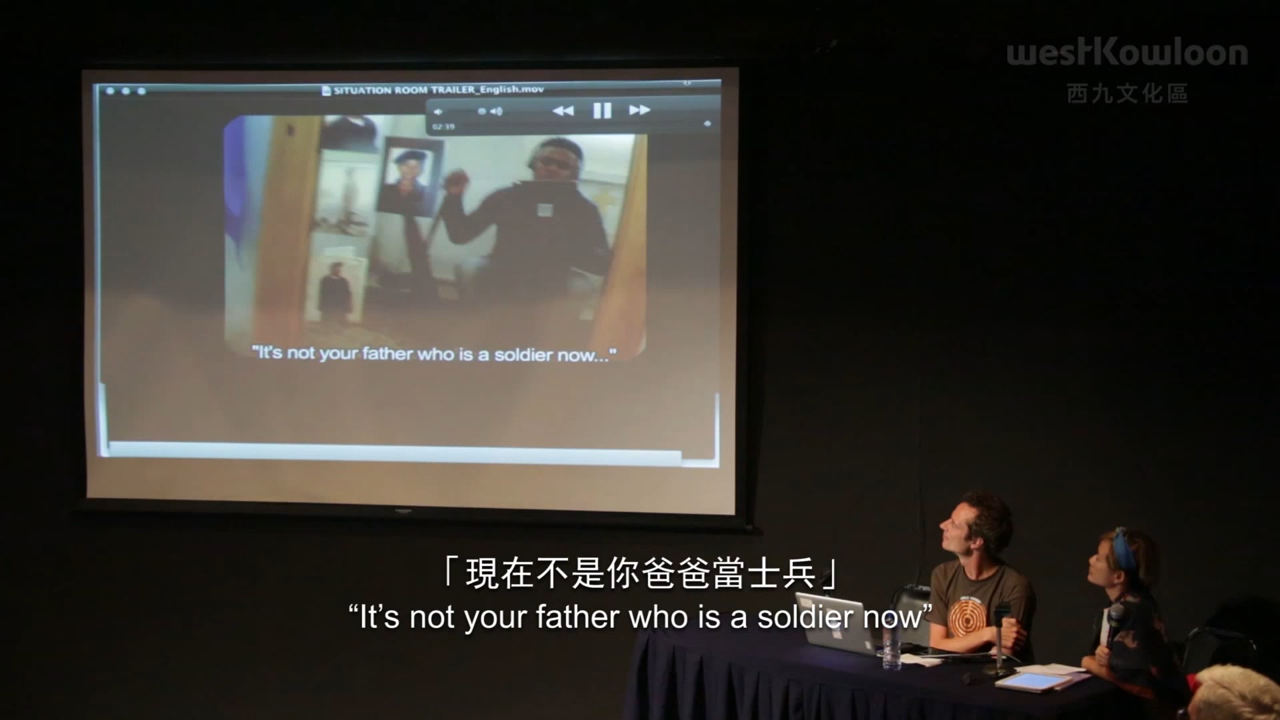 westKowloon
西九文化區
SITUATION ROOM TRAILER_English.mov
02:39
"It's not your father who is a soldier now..."
「現在不是你爸爸當士兵」
“It’s not your father who is a soldier now”